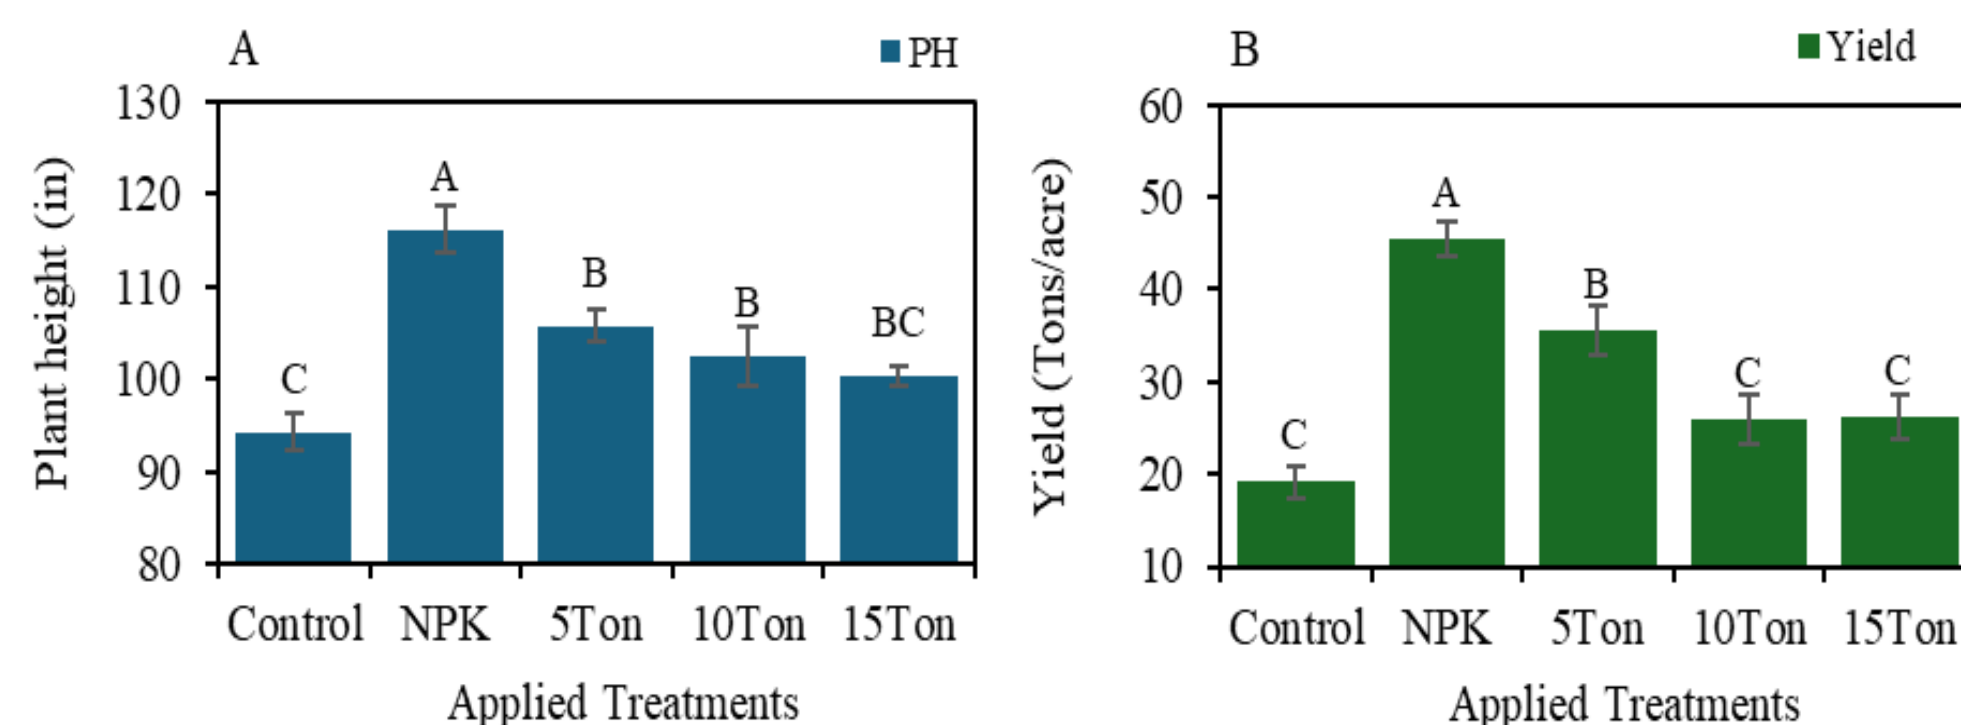 A
PH
130
120
110
100
90
80
Plant height (in)
C
A
B
B
BC
Control NPK 5Ton 10Ton 15Ton
Applied Treatments
B
Yield
60
50
40
30
20
10
Yield (Tons/acre)
C
A
B
C
C
Control NPK 5Ton 10Ton 15Ton
Applied Treatments